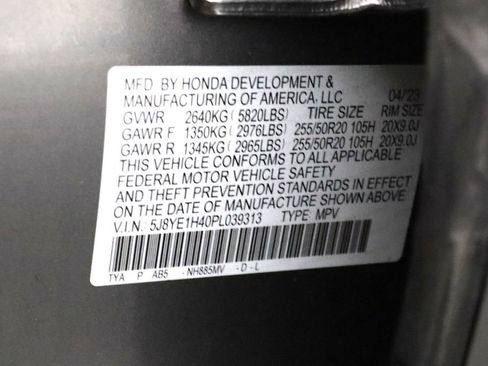 MFD. BY HONDA DEVELOPMENT & 04/23
MANUFACTURING OF AMERICA, LLC
GVWR 2640KG ( 5820LBS) TIRE SIZE RIM SIZE
GAWR F 1350KG ( 2976LBS) 255/50R20 105H 20X9.0J
GAWR R 1345KG ( 2965LBS) 255/50R20 105H 20X9.0J
THIS VEHICLE CONFORMS TO ALL APPLICABLE
FEDERAL MOTOR VEHICLE SAFETY
AND THEFT PREVENTION STANDARDS IN EFFECT
ON THE DATE OF MANUFACTURE SHOWN ABOVE.
V.I.N.: 5J8YE1H40PL039313 TYPE: MPV
TYA P AB5 - NH885MV - D - L